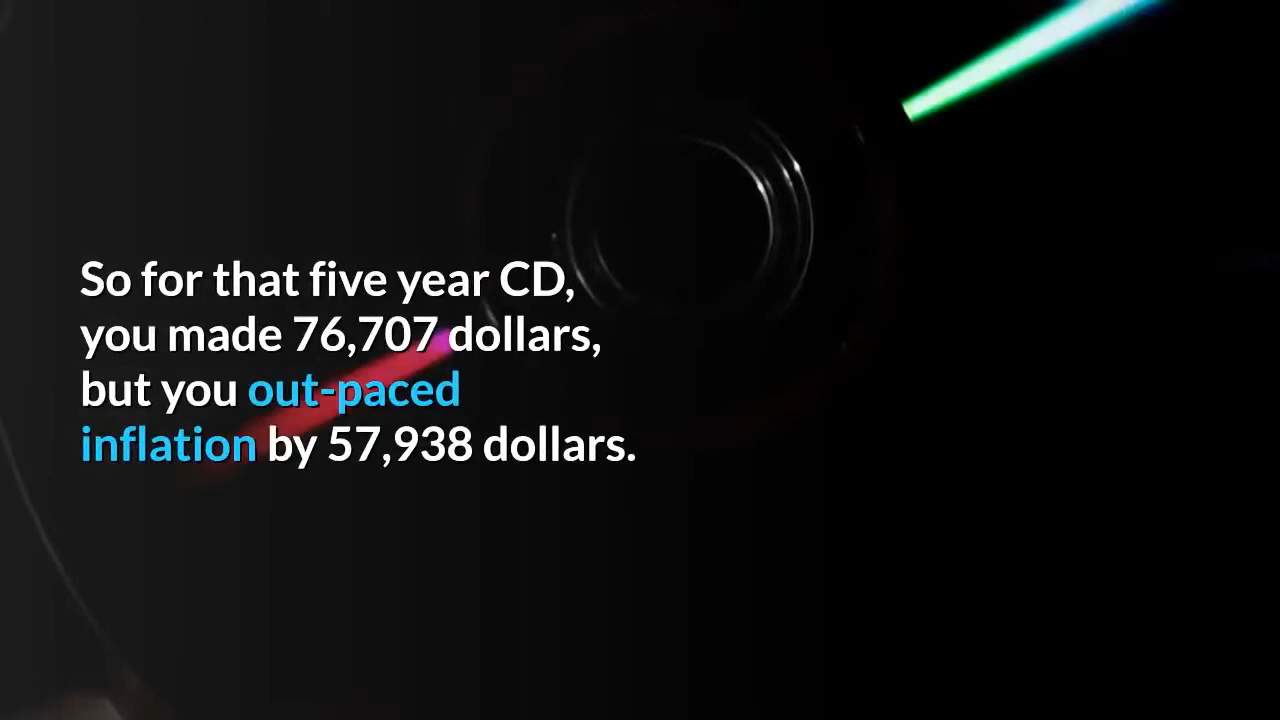 So for that five year CD,
you made 76,707 dollars,
but you out-paced
inflation by 57,938 dollars.